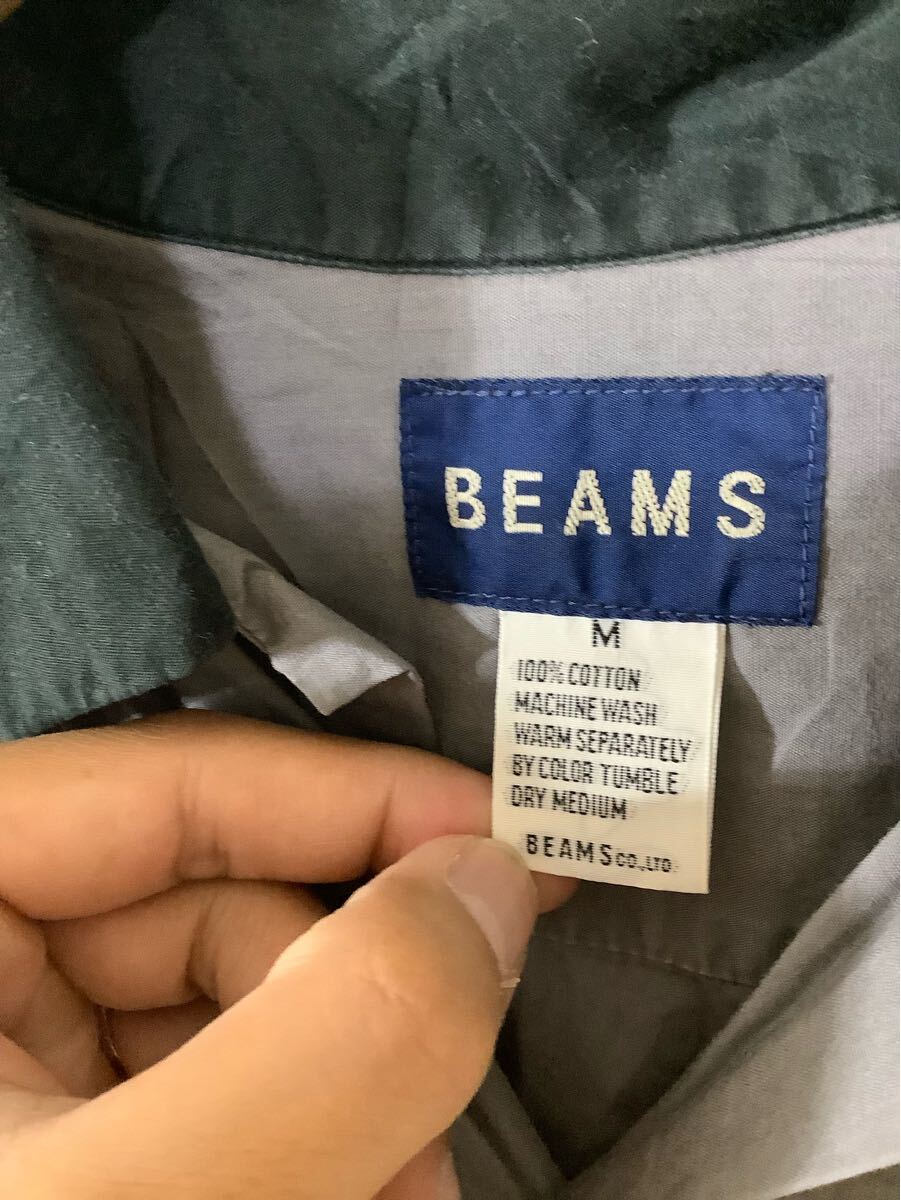 BEAMS
M
100% COTTON
MACHINE WASH
WARM SEPARATELY
BY COLOR TUMBLE
DRY MEDIUM
BEAMS CO.,LTD.